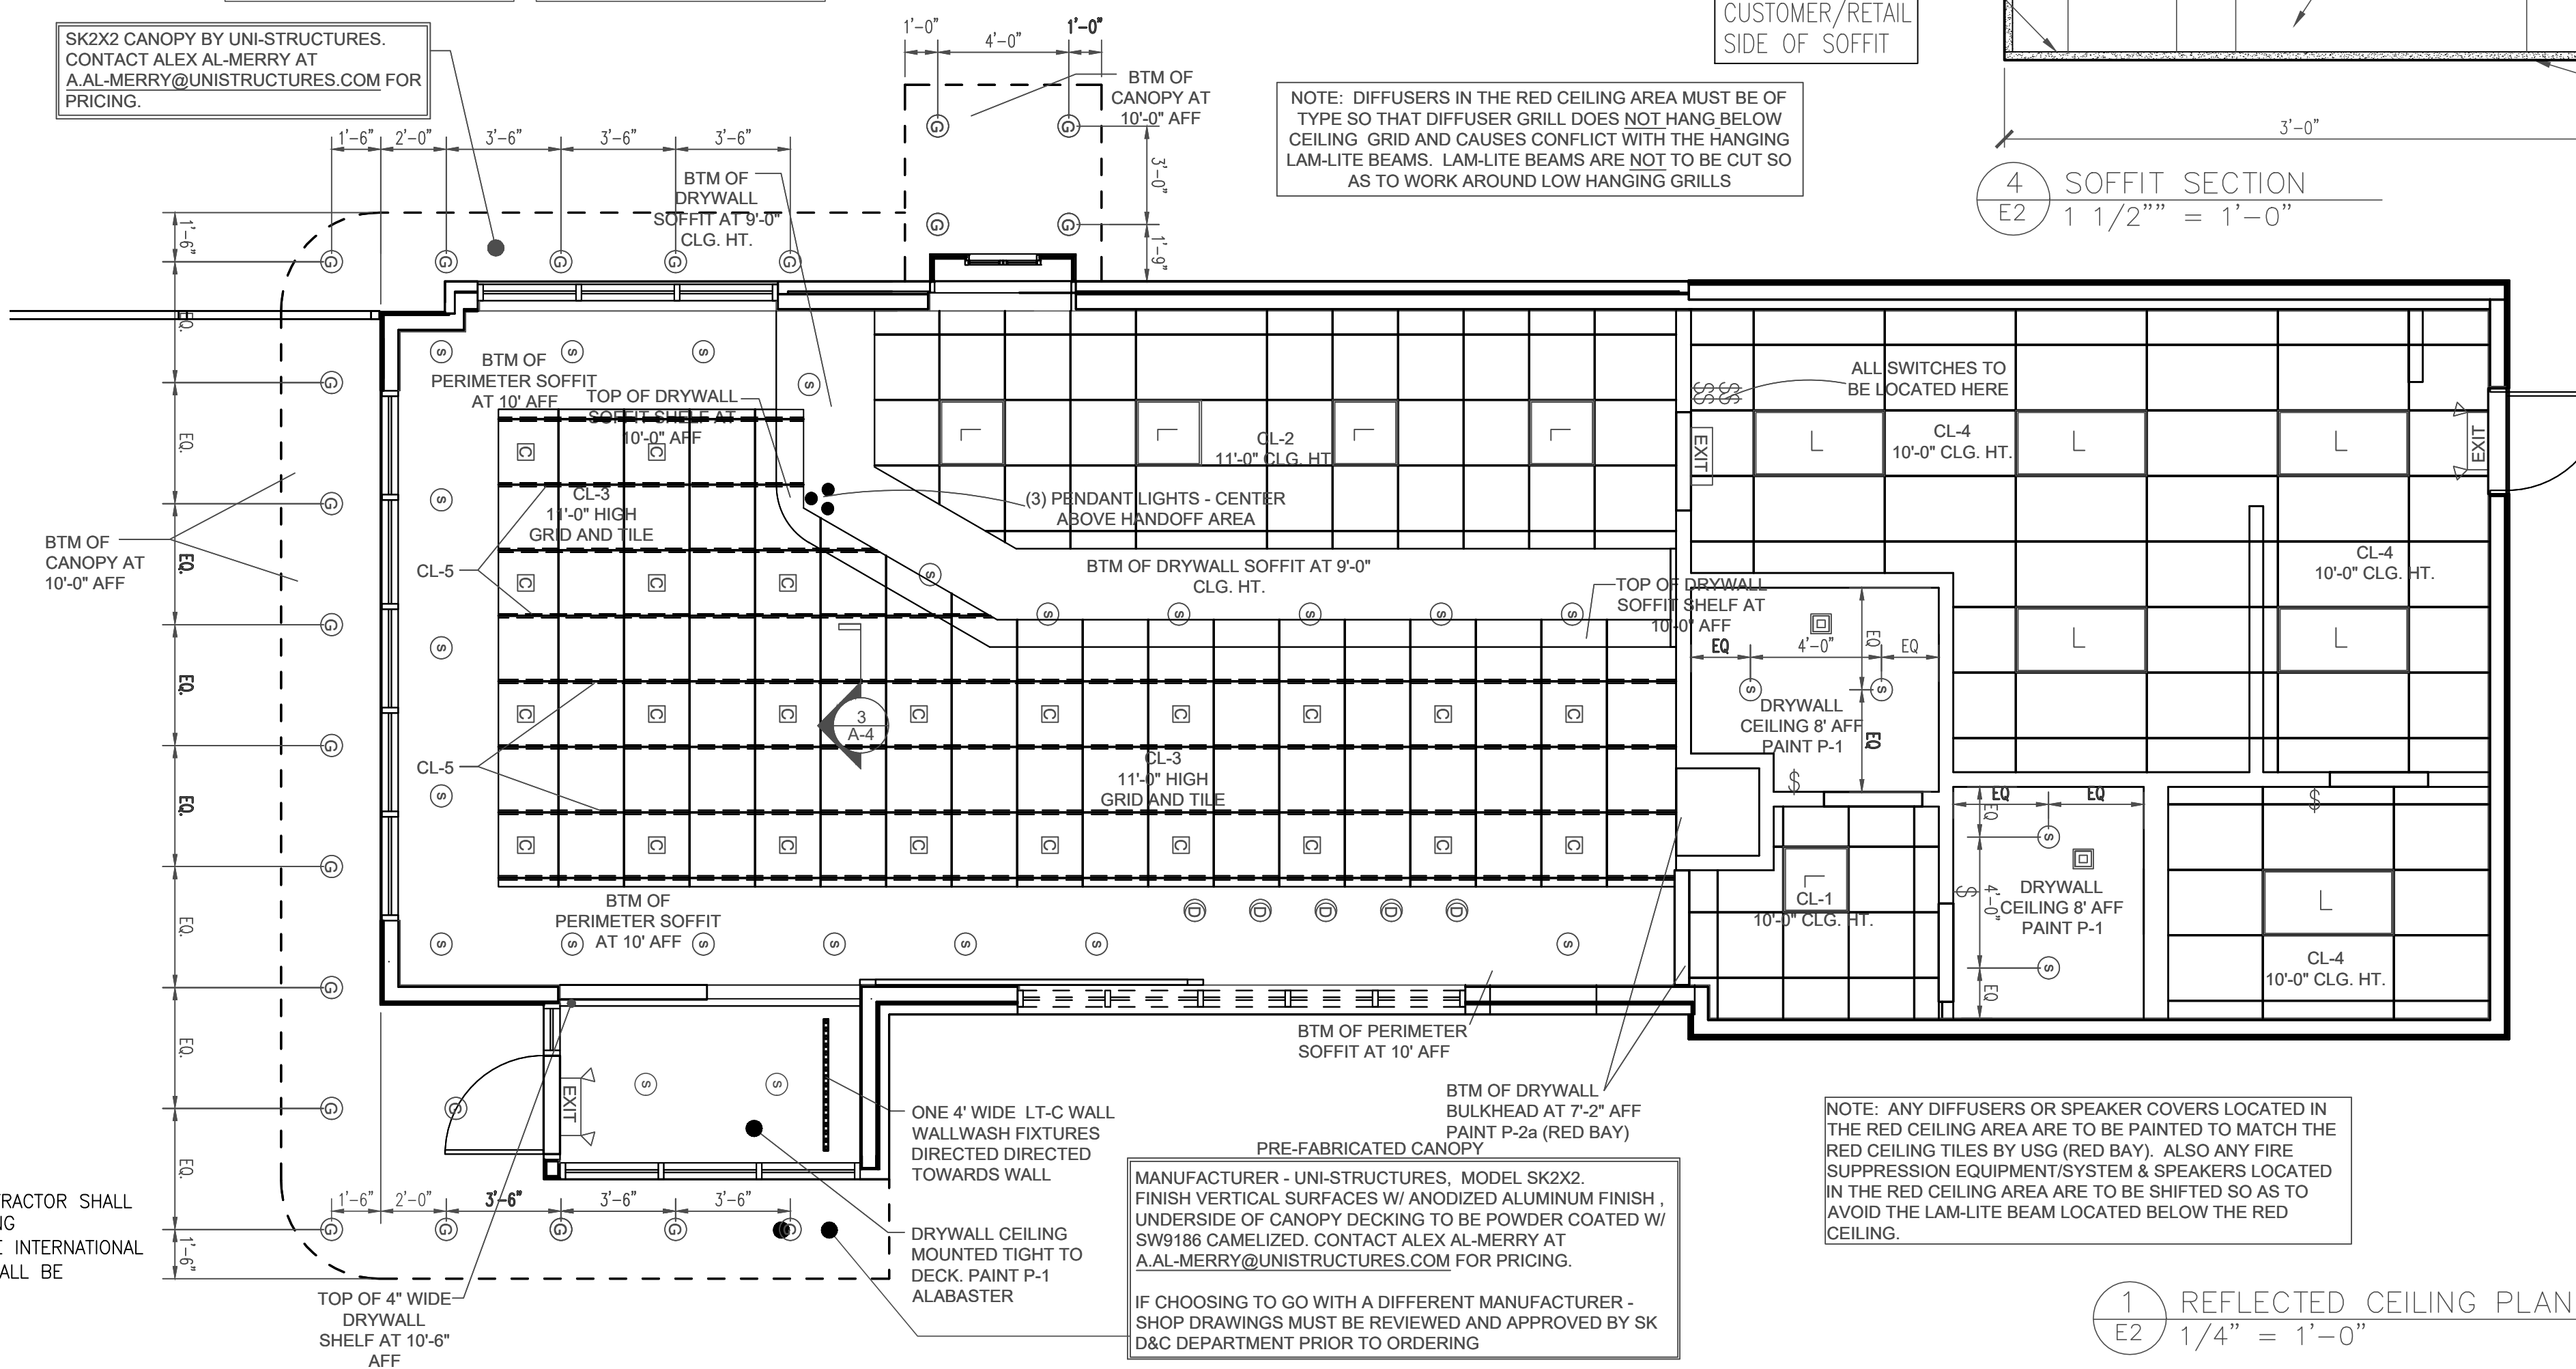 SK2X2 CANOPY BY UNI-STRUCTURES.
CONTACT ALEX AL-MERRY AT
A.AL-MERRY@UNISTRUCTURES.COM FOR
PRICING.
1'-0"
4'-0"
1'-0"
BTM OF
CANOPY AT
10'-0" AFF
CUSTOMER/RETAIL
SIDE OF SOFFIT
3'-0"
NOTE: DIFFUSERS IN THE RED CEILING AREA MUST BE OF
TYPE SO THAT DIFFUSER GRILL DOES NOT HANG BELOW
CEILING GRID AND CAUSES CONFLICT WITH THE HANGING
LAM-LITE BEAMS. LAM-LITE BEAMS ARE NOT TO BE CUT SO
AS TO WORK AROUND LOW HANGING GRILLS
4
E2
SOFFIT SECTION
1 1/2"" = 1'-0"
1'-6"
2'-0"
3'-6"
3'-6"
3'-6"
G G
3'-0"
G G
1'-9"
BTM OF
DRYWALL
SOFFIT AT 9'-0"
CLG. HT.
1'-6"
G G G G G
EQ.
S S S S
BTM OF
PERIMETER SOFFIT
AT 10' AFF
TOP OF DRYWALL
SOFFIT SHELF AT
10'-0" AFF
G
ALL SWITCHES TO
BE LOCATED HERE
$$
$$
EQ.
C C
L L L L
CL-2
11'-0" CLG. HT
EXIT
L L L
CL-4
10'-0" CLG. HT.
EXIT
CL-3
11'-0" HIGH
GRID AND TILE
S
G
(3) PENDANT LIGHTS - CENTER
ABOVE HANDOFF AREA
BTM OF
CANOPY AT
10'-0" AFF
EQ.
CL-5
C C C
S
BTM OF DRYWALL SOFFIT AT 9'-0"
CLG. HT.
S S S S S
TOP OF DRYWALL
SOFFIT SHELF AT
10'-0" AFF
CL-4
10'-0" CLG. HT.
G
EQ
4'-0"
EQ
EQ
L L
S
EQ.
S S
DRYWALL
CEILING 8' AFF
PAINT P-1
EQ
C C C C C C C C C
3
A-4
G
CL-5
CL-3
11'-0" HIGH
GRID AND TILE
S
EQ.
$
$
EQ
EQ
EQ
S
C C C C C C C C C
G
L
CL-1
10'-0" CLG. HT.
$
4'-0"
DRYWALL
CEILING 8' AFF
PAINT P-1
S
EQ
L
CL-4
10'-0" CLG. HT.
EQ.
BTM OF
PERIMETER SOFFIT
AT 10' AFF
D D D D D
S S S S S S S
G
BTM OF PERIMETER
SOFFIT AT 10' AFF
EQ.
EXIT
S S
G G
BTM OF DRYWALL
BULKHEAD AT 7'-2" AFF
PAINT P-2a (RED BAY)
ONE 4' WIDE LT-C WALL
WALLWASH FIXTURES
DIRECTED DIRECTED
TOWARDS WALL
EQ.
NOTE: ANY DIFFUSERS OR SPEAKER COVERS LOCATED IN
THE RED CEILING AREA ARE TO BE PAINTED TO MATCH THE
RED CEILING TILES BY USG (RED BAY). ALSO ANY FIRE
SUPPRESSION EQUIPMENT/SYSTEM & SPEAKERS LOCATED
IN THE RED CEILING AREA ARE TO BE SHIFTED SO AS TO
AVOID THE LAM-LITE BEAM LOCATED BELOW THE RED
CEILING.
PRE-FABRICATED CANOPY
MANUFACTURER - UNI-STRUCTURES, MODEL SK2X2.
FINISH VERTICAL SURFACES W/ ANODIZED ALUMINUM FINISH ,
UNDERSIDE OF CANOPY DECKING TO BE POWDER COATED W/
SW9186 CAMELIZED. CONTACT ALEX AL-MERRY AT
A.AL-MERRY@UNISTRUCTURES.COM FOR PRICING.
IF CHOOSING TO GO WITH A DIFFERENT MANUFACTURER -
SHOP DRAWINGS MUST BE REVIEWED AND APPROVED BY SK
D&C DEPARTMENT PRIOR TO ORDERING
1'-6"
2'-0"
3'-6"
3'-6"
3'-6"
G G G G G
1'-6"
DRYWALL CEILING
MOUNTED TIGHT TO
DECK. PAINT P-1
ALABASTER
TRACTOR SHALL
NG
E INTERNATIONAL
ALL BE
TOP OF 4" WIDE
DRYWALL
SHELF AT 10'-6"
AFF
1
E2
REFLECTED CEILING PLAN
1/4" = 1'-0"